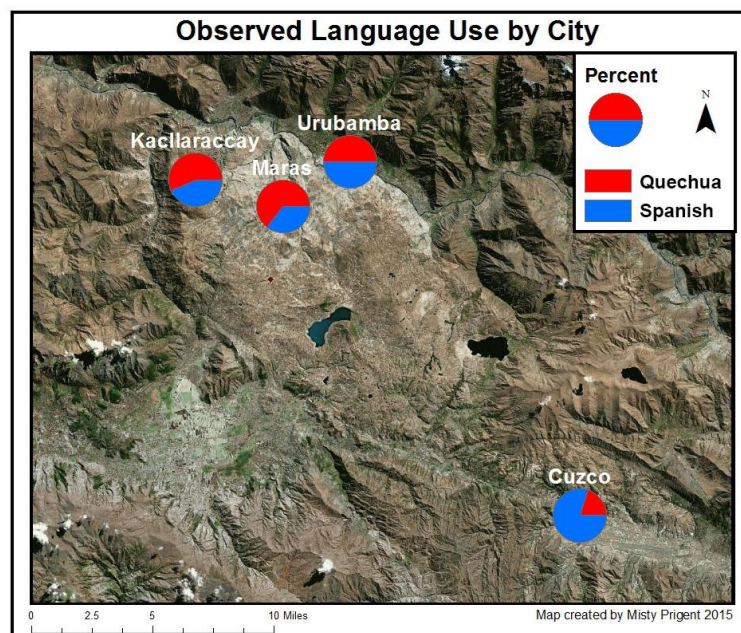 Observed Language Use by City
Percent
N
Quechua
Spanish
Kacllaraccay
Maras
Urubamba
Cuzco
0 2.5 5 10 Miles
Map created by Misty Prigent 2015